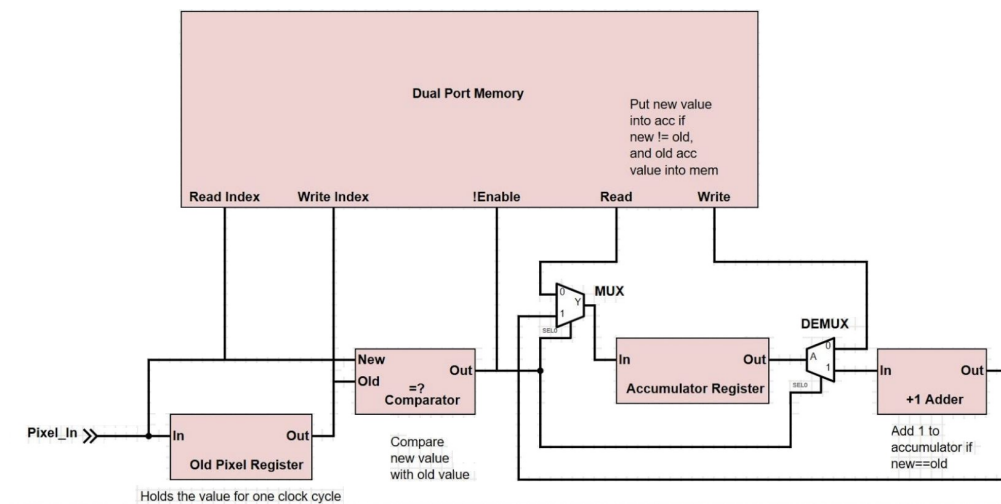 Dual Port Memory
Put new value
into acc if
new != old,
and old acc
value into mem
Read Index
Write Index
!Enable
Read
Write
0
Y
1
SEL0
MUX
DEMUX
A
0
1
SEL0
New
Old
Out
=?
Comparator
In
Out
Accumulator Register
In
Out
+1 Adder
Pixel_In
In
Out
Old Pixel Register
Compare
new value
with old value
Add 1 to
accumulator if
new==old
Holds the value for one clock cycle